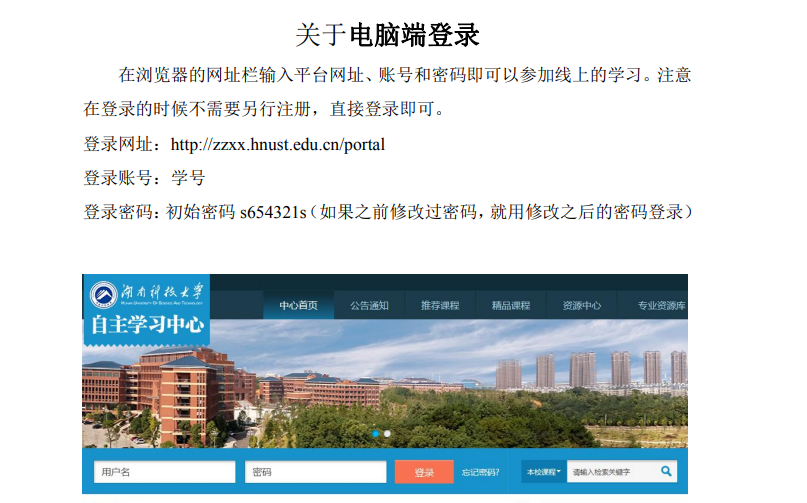 关于电脑端登录
在浏览器的网址栏输入平台网址、账号和密码即可以参加线上的学习。注意
在登录的时候不需要另行注册，直接登录即可。
登录网址：http://zzxx.hnust.edu.cn/portal
登录账号：学号
登录密码：初始密码 s654321s（如果之前修改过密码，就用修改之后的密码登录）
湖南科技大学
HUNAN UNIVERSITY OF SCIENCE AND TECHNOLOGY
自主学习中心
中心首页 公告通知 推荐课程 精品课程 资源中心 专业资源库
用户名 密码 登录 忘记密码? 本校课程 请输入检索关键字